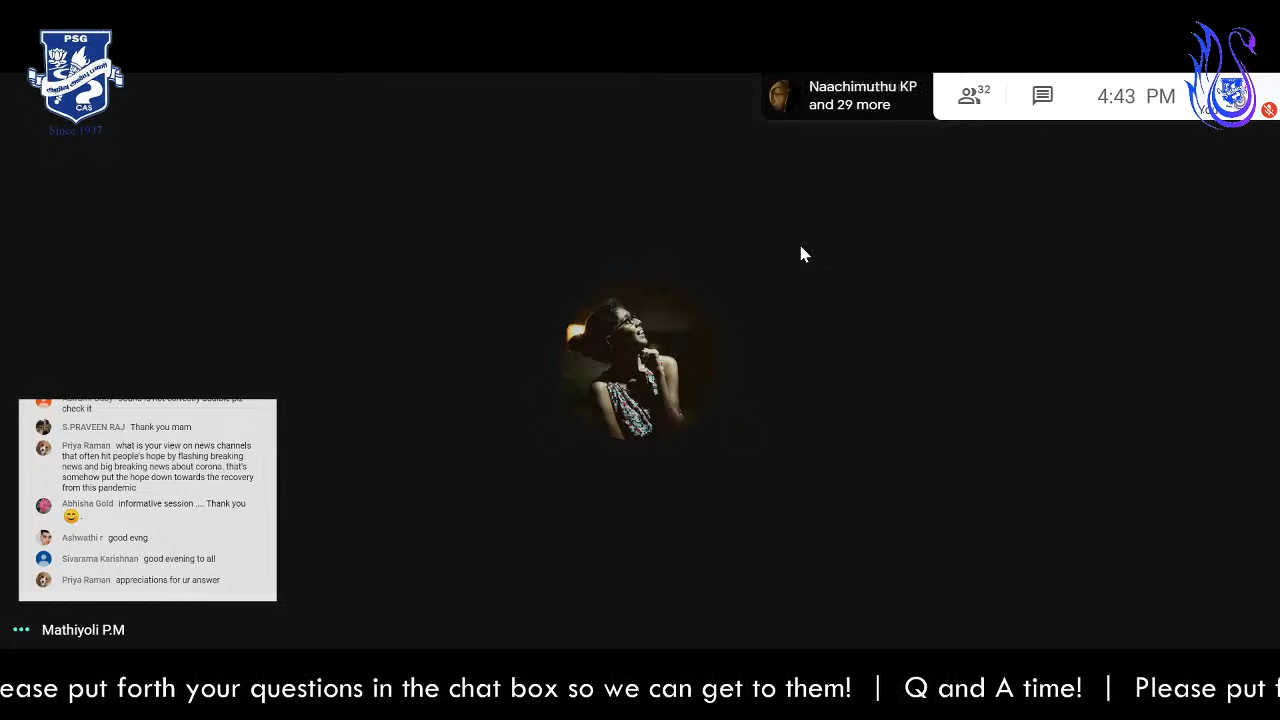 PSG
CAS
Since 1947
Naachimuthu KP
and 29 more
32
4:43 PM
check it
S.PRAVEEN RAJ Thank you mam
Priya Raman what is your view on news channels
that often hit people's hope by flashing breaking
news and big breaking news about corona. that's
somehow put the hope down towards the recovery
from this pandemic
Abhisha Gold informative session .... Thank you
😊.
Ashwathi r good evng
Sivarama Karishnan good evening to all
Priya Raman appreciations for ur answer
Mathiyoli P.M
ease put forth your questions in the chat box so we can get to them! | Q and A time! | Please put f